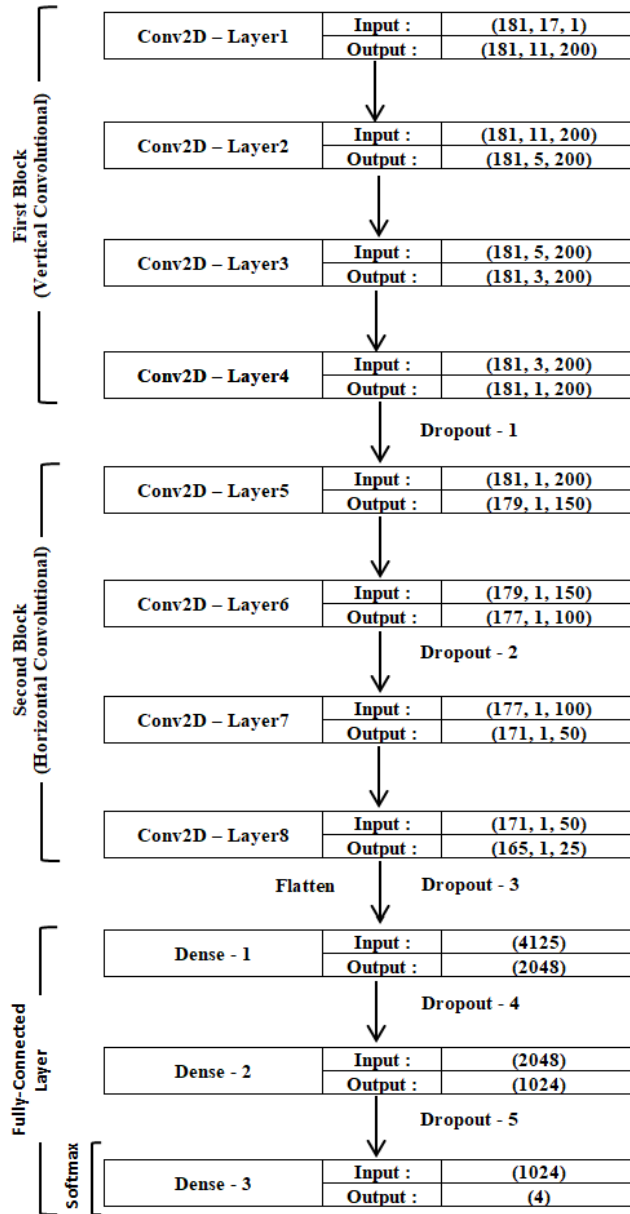 First Block
(Vertical Convolutional)
Conv2D – Layer1
Input :
(181, 17, 1)
Output :
(181, 11, 200)
Conv2D – Layer2
Input :
(181, 11, 200)
Output :
(181, 5, 200)
Conv2D – Layer3
Input :
(181, 5, 200)
Output :
(181, 3, 200)
Conv2D – Layer4
Input :
(181, 3, 200)
Output :
(181, 1, 200)
Dropout - 1
Second Block
(Horizontal Convolutional)
Conv2D – Layer5
Input :
(181, 1, 200)
Output :
(179, 1, 150)
Conv2D – Layer6
Input :
(179, 1, 150)
Output :
(177, 1, 100)
Dropout - 2
Conv2D – Layer7
Input :
(177, 1, 100)
Output :
(171, 1, 50)
Conv2D – Layer8
Input :
(171, 1, 50)
Output :
(165, 1, 25)
Flatten
Dropout - 3
Fully-Connected
Layer
Dense - 1
Input :
(4125)
Output :
(2048)
Dropout - 4
Dense - 2
Input :
(2048)
Output :
(1024)
Dropout - 5
Softmax
Dense - 3
Input :
(1024)
Output :
(4)